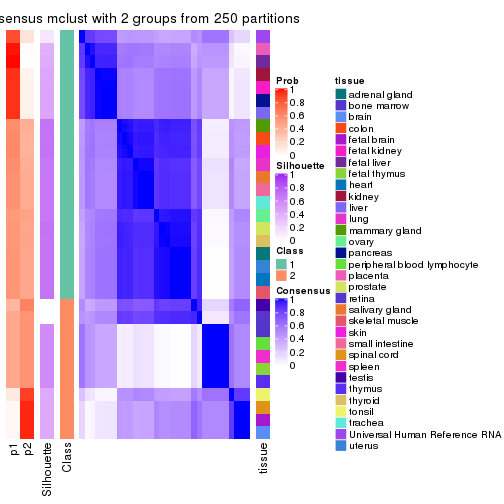 sensus mclust with 2 groups from 250 partitions
p1
p2
Silhouette
Class
tissue
Prob
1
0.8
0.6
0.4
0.2
0
Silhouette
1
0.8
0.6
0.4
0.2
0
Class
1
2
Consensus
1
0.8
0.6
0.4
0.2
0
tissue
adrenal gland
bone marrow
brain
colon
fetal brain
fetal kidney
fetal liver
fetal thymus
heart
kidney
liver
lung
mammary gland
ovary
pancreas
peripheral blood lymphocyte
placenta
prostate
retina
salivary gland
skeletal muscle
skin
small intestine
spinal cord
spleen
testis
thymus
thyroid
tonsil
trachea
Universal Human Reference RNA
uterus